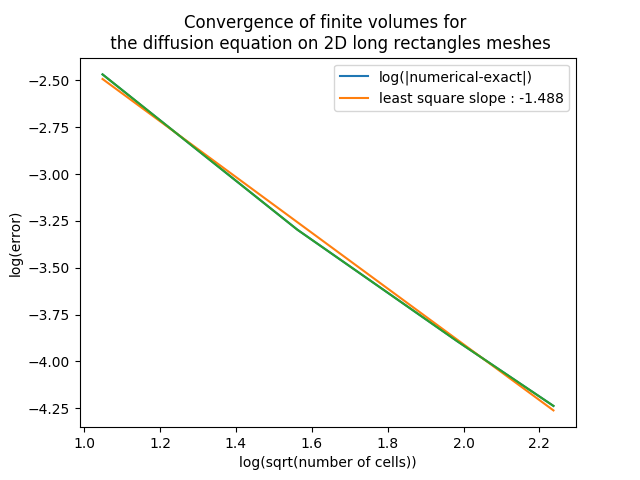 Convergence of finite volumes for
the diffusion equation on 2D long rectangles meshes
log(|numerical-exact|)
least square slope : -1.488
−2.50
−2.75
−3.00
−3.25
−3.50
−3.75
−4.00
−4.25
log(error)
1.0 1.2 1.4 1.6 1.8 2.0 2.2
log(sqrt(number of cells))